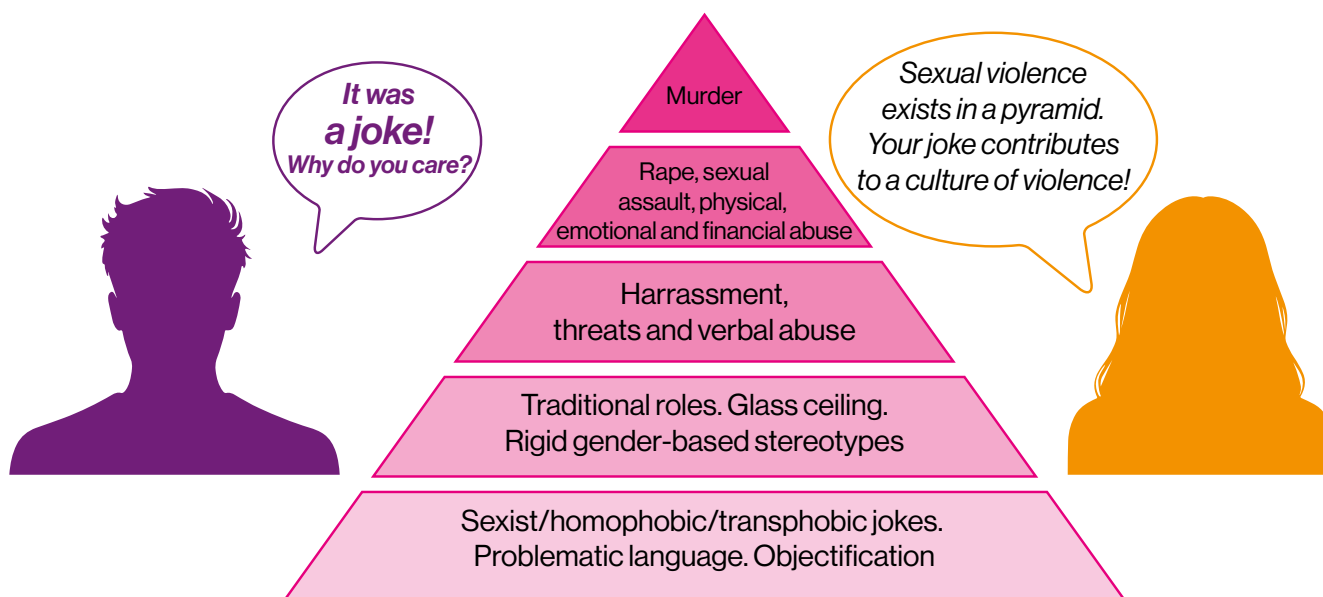 It was
a joke!
Why do you care?
Sexual violence
exists in a pyramid.
Your joke contributes
to a culture of violence!
Murder
Rape, sexual
assault, physical,
emotional and financial abuse
Harrassment,
threats and verbal abuse
Traditional roles. Glass ceiling.
Rigid gender-based stereotypes
Sexist/homophobic/transphobic jokes.
Problematic language. Objectification